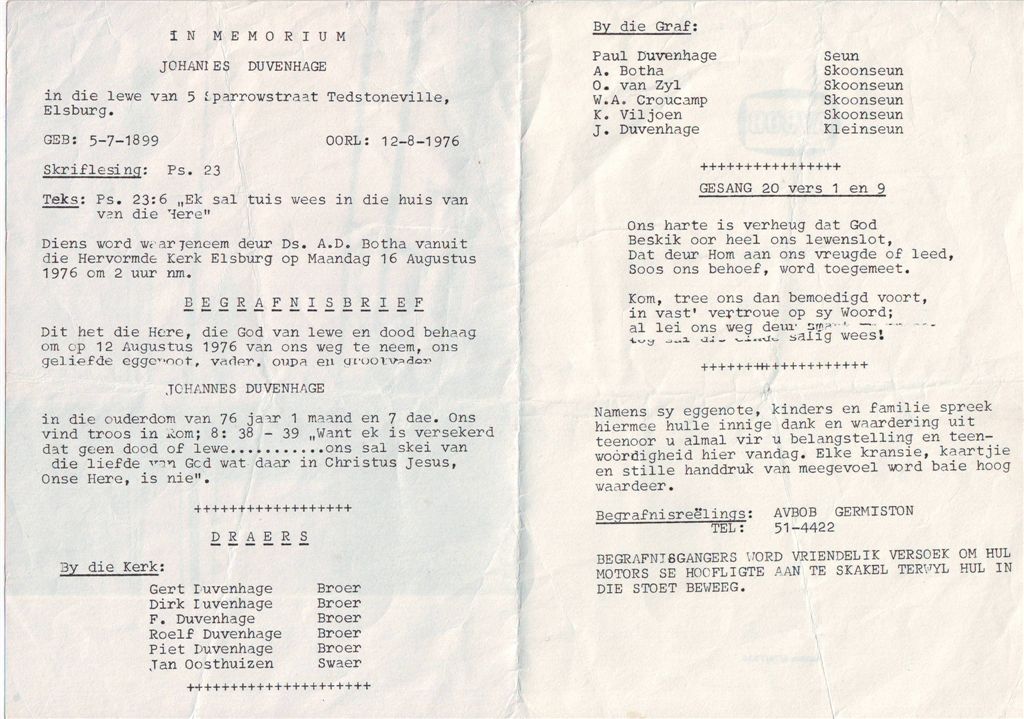 IN MEMORIUM
JOHANNES DUVENHAGE
in die lewe van 5 Sparrowstraat Tedstoneville,
Elsburg.
GEB: 5-7-1899 OORL: 12-8-1976
Skriflesing: Ps. 23
Teks: Ps. 23:6 „Ek sal tuis wees in die huis van
van die Here"
Diens word waargeneem deur Ds. A.D. Botha vanuit
die Hervormde Kerk Elsburg op Maandag 16 Augustus
1976 om 2 uur nm.
BEGRAFNISBRIEF
Dit het die Here, die God van lewe en dood behaag
om op 12 Augustus 1976 van ons weg te neem, ons
geliefde eggenoot, vader, oupa en grootvader
JOHANNES DUVENHAGE
in die ouderdom van 76 jaar 1 maand en 7 dae. Ons
vind troos in Rom; 8: 38 - 39 „Want ek is versekerd
dat geen dood of lewe...........ons sal skei van
die liefde van God wat daar in Christus Jesus,
Onse Here, is nie".
++++++++++++++++++
DRAERS
By die Kerk:
Gert Duvenhage Broer
Dirk Duvenhage Broer
F. Duvenhage Broer
Roelf Duvenhage Broer
Piet Duvenhage Broer
Jan Oosthuizen Swaer
+++++++++++++++++++++
By die Graf:
Paul Duvenhage Seun
A. Botha Skoonseun
O. van Zyl Skoonseun
W.A. Croucamp Skoonseun
K. Viljoen Skoonseun
J. Duvenhage Kleinseun
++++++++++++++++
GESANG 20 vers 1 en 9
Ons harte is verheug dat God
Beskik oor heel ons lewenslot,
Dat deur Hom aan ons vreugde of leed,
Soos ons behoef, word toegemeet.
Kom, tree ons dan bemoedigd voort,
in vast' vertroue op sy Woord;
al lei ons weg deur
sal die einde salig wees!
+++++++++++++++++++
Namens sy eggenote, kinders en familie spreek
hiermee hulle innige dank en waardering uit
teenoor u almal vir u belangstelling en teen-
woordigheid hier vandag. Elke kransie, kaartjie
en stille handdruk van meegevoel word baie hoog
waardeer.
Begrafnisreëlings: AVBOB GERMISTON
TEL: 51-4422
BEGRAFNISGANGERS WORD VRIENDELIK VERSOEK OM HUL
MOTORS SE HOOFLIGTE AAN TE SKAKEL TERWYL HUL IN
DIE STOET BEWEEG.